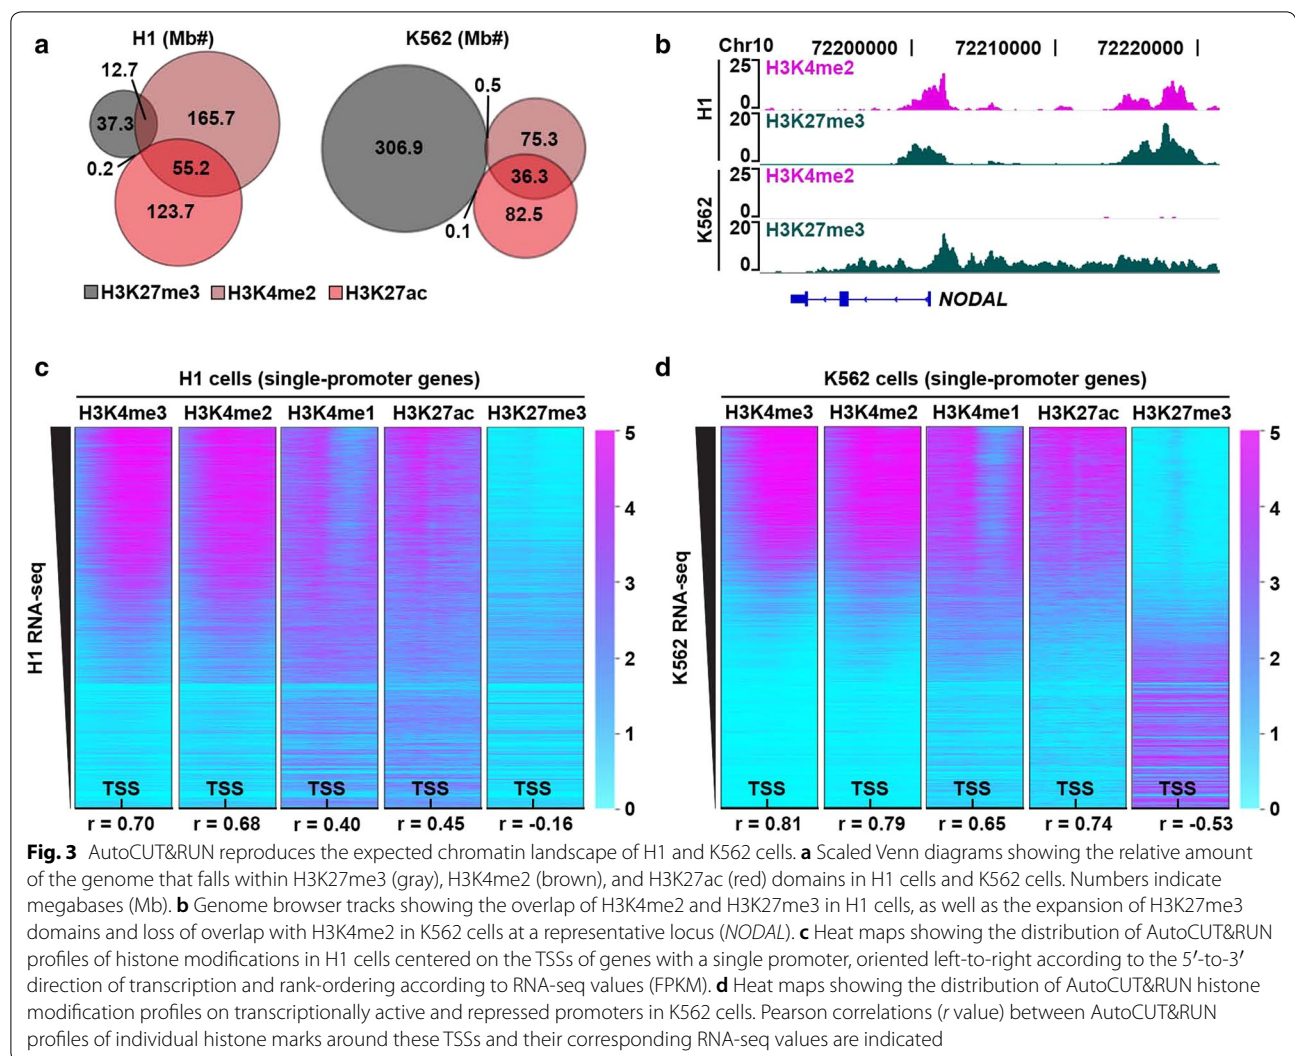 a
H1 (Mb#)
12.7
37.3
165.7
0.2
55.2
123.7
K562 (Mb#)
0.5
306.9
75.3
36.3
82.5
0.1
H3K27me3 H3K4me2 H3K27ac
b
Chr10 72200000 72210000 72220000
H1
25
0
H3K4me2
20
0
H3K27me3
K562
25
0
H3K4me2
20
0
H3K27me3
NODAL
c
H1 cells (single-promoter genes)
H3K4me3 H3K4me2 H3K4me1 H3K27ac H3K27me3
H1 RNA-seq
5
4
3
2
1
0
TSS TSS TSS TSS TSS
r = 0.70 r = 0.68 r = 0.40 r = 0.45 r = -0.16
d
K562 cells (single-promoter genes)
H3K4me3 H3K4me2 H3K4me1 H3K27ac H3K27me3
K562 RNA-seq
5
4
3
2
1
0
TSS TSS TSS TSS TSS
r = 0.81 r = 0.79 r = 0.65 r = 0.74 r = -0.53
Fig. 3 AutoCUT&RUN reproduces the expected chromatin landscape of H1 and K562 cells. a Scaled Venn diagrams showing the relative amount
of the genome that falls within H3K27me3 (gray), H3K4me2 (brown), and H3K27ac (red) domains in H1 cells and K562 cells. Numbers indicate
megabases (Mb). b Genome browser tracks showing the overlap of H3K4me2 and H3K27me3 in H1 cells, as well as the expansion of H3K27me3
domains and loss of overlap with H3K4me2 in K562 cells at a representative locus (NODAL). c Heat maps showing the distribution of AutoCUT&RUN
profiles of histone modifications in H1 cells centered on the TSSs of genes with a single promoter, oriented left-to-right according to the 5′-to-3′
direction of transcription and rank-ordering according to RNA-seq values (FPKM). d Heat maps showing the distribution of AutoCUT&RUN histone
modification profiles on transcriptionally active and repressed promoters in K562 cells. Pearson correlations (r value) between AutoCUT&RUN
profiles of individual histone marks around these TSSs and their corresponding RNA-seq values are indicated